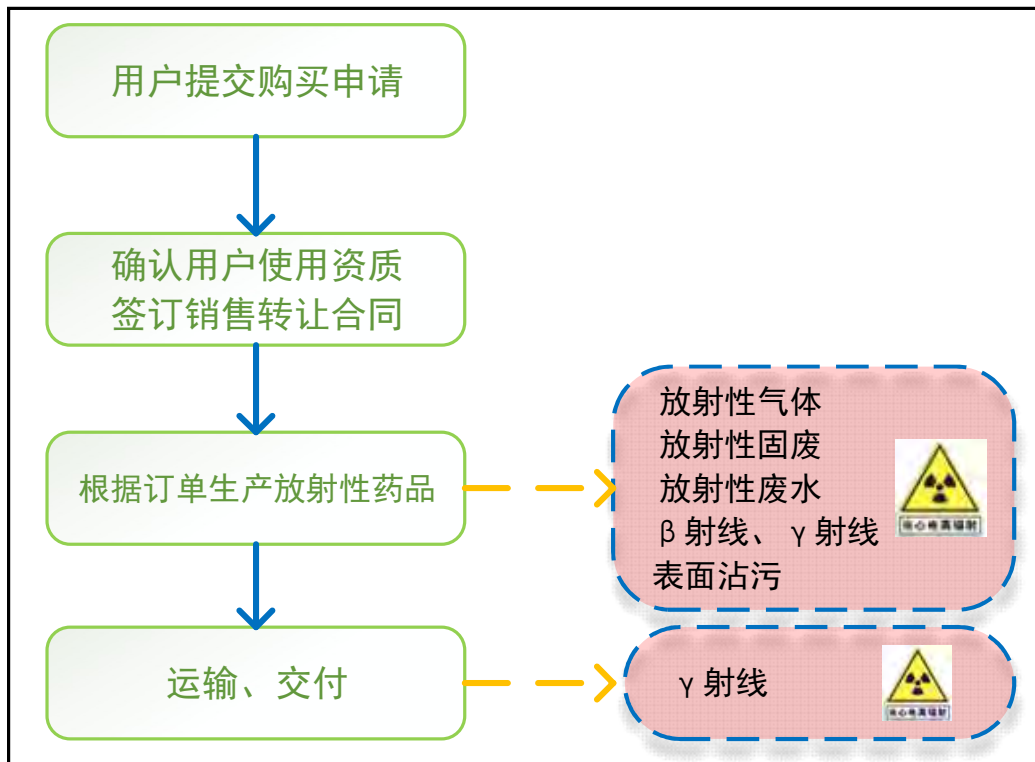 用户提交购买申请
确认用户使用资质
签订销售转让合同
根据订单生产放射性药品
放射性气体
放射性固废
放射性废水
β射线、γ射线
表面沾污
运输、交付
γ射线